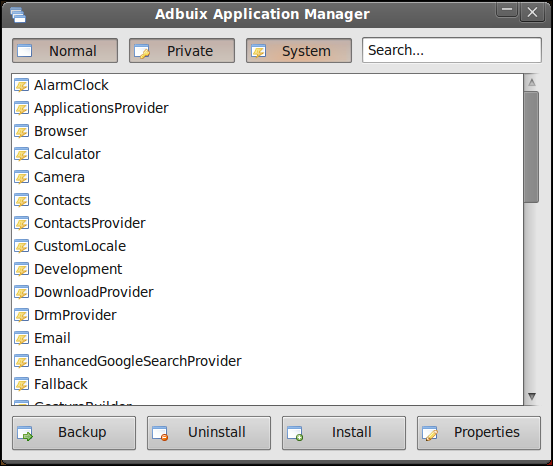 Adbuix Application Manager
Normal Private System Search...
AlarmClock
ApplicationsProvider
Browser
Calculator
Camera
Contacts
ContactsProvider
CustomLocale
Development
DownloadProvider
DrmProvider
Email
EnhancedGoogleSearchProvider
Fallback
GestureBuilder
Backup Uninstall Install Properties